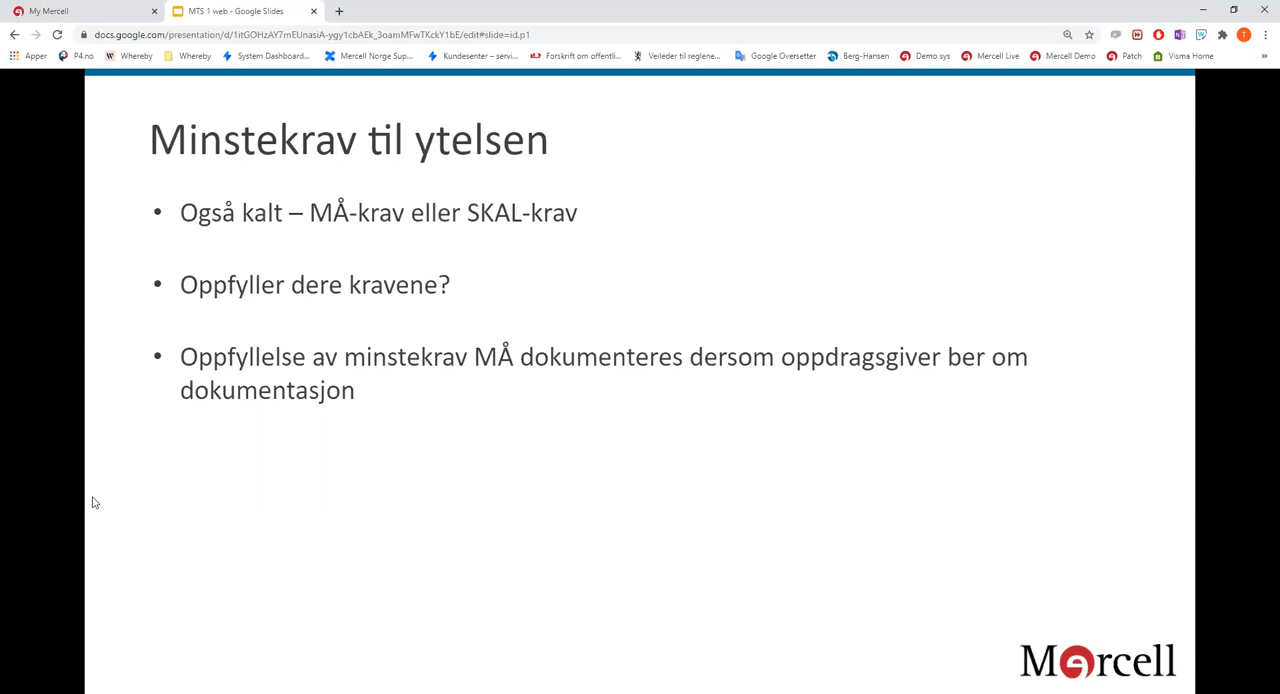 My Mercell
MTS 1 web - Google Slides
docs.google.com/presentation/d/1itGOHzAY7mEUnasiA-ygy1cbAEk_3oamMFwTKckY1bE/edit#slide=id.p1
Apper P4.no Whereby Whereby System Dashboard... Mercell Norge Sup... Kundesenter – servi... Forskrift om offentli... Veileder til reglene... Google Oversetter Berg-Hansen Demo sys Mercell Live Mercell Demo Patch Visma Home »
Minstekrav til ytelsen
• Også kalt – MÅ-krav eller SKAL-krav
• Oppfyller dere kravene?
• Oppfyllelse av minstekrav MÅ dokumenteres dersom oppdragsgiver ber om
dokumentasjon
Mercell